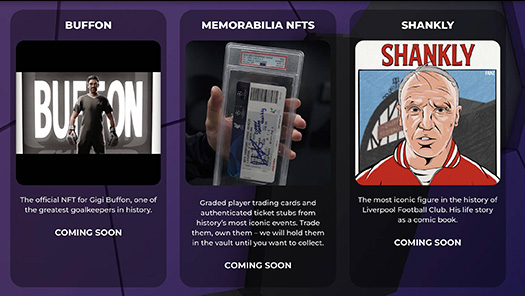 BUFFON
BUFFON
The official NFT for Gigi Buffon, one of
the greatest goalkeepers in history.
COMING SOON
MEMORABILIA NFTS
Graded player trading cards and
authenticated ticket stubs from
history's most iconic events. Trade
them, own them – we will hold them
in the vault until you want to collect.
COMING SOON
SHANKLY
SHANKLY
The most iconic figure in the history of
Liverpool Football Club. His life story
as a comic book.
COMING SOON